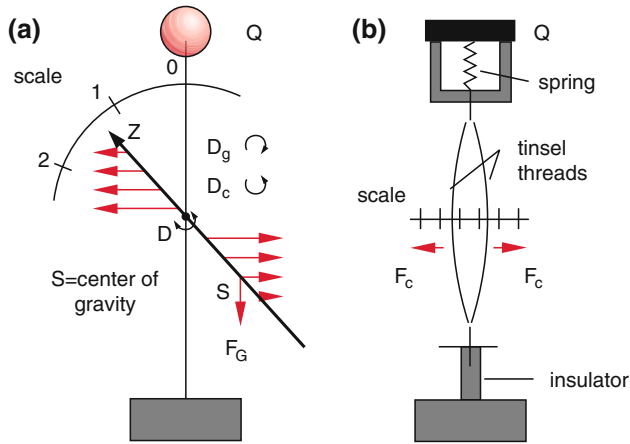 (a)
Q
scale
0
1
Z
2
D_g
D_c
D
S=center of
gravity
S
F_G
(b)
Q
spring
tinsel
threads
scale
F_c
F_c
insulator